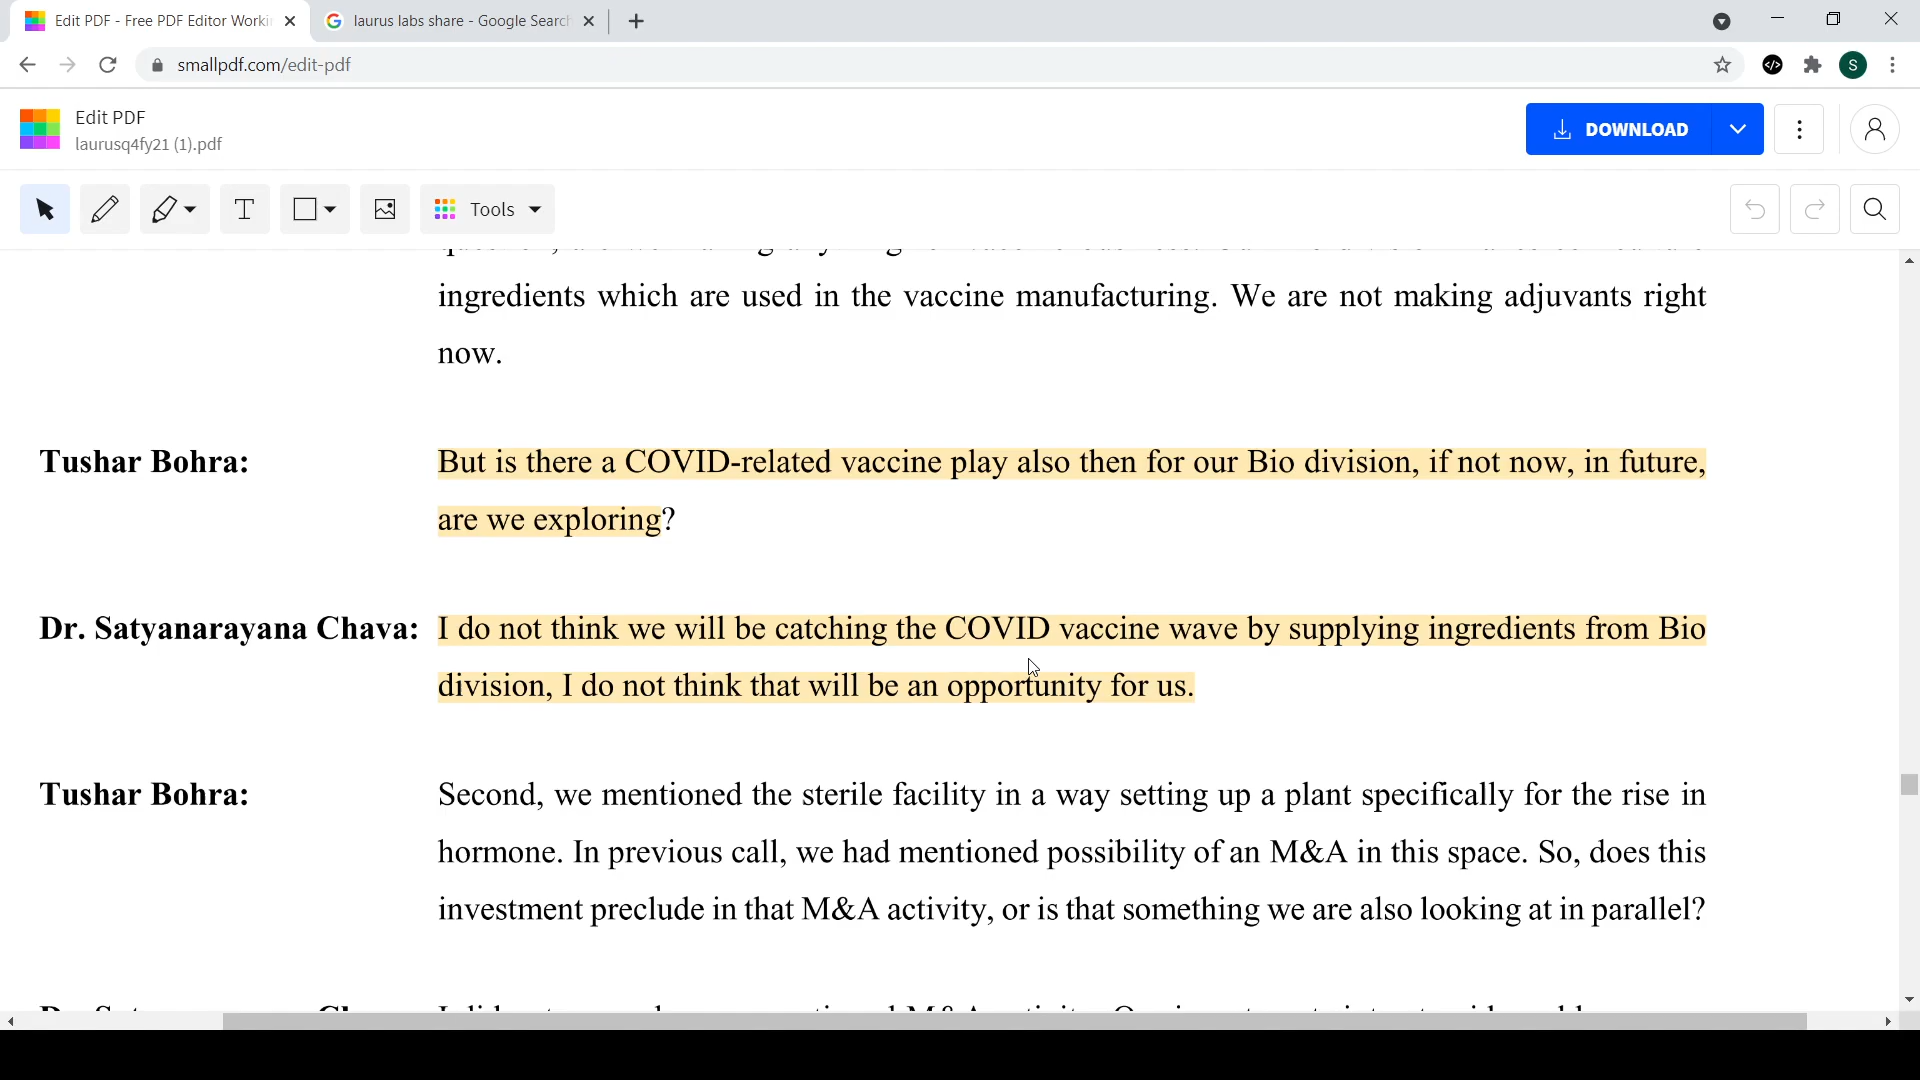 Edit PDF - Free PDF Editor Workin
laurus labs share - Google Search
smallpdf.com/edit-pdf
S
Edit PDF
laurusq4fy21 (1).pdf
DOWNLOAD
T
Tools
ingredients which are used in the vaccine manufacturing. We are not making adjuvants right
now.
Tushar Bohra: But is there a COVID-related vaccine play also then for our Bio division, if not now, in future,
are we exploring?
Dr. Satyanarayana Chava: I do not think we will be catching the COVID vaccine wave by supplying ingredients from Bio
division, I do not think that will be an opportunity for us.
Tushar Bohra: Second, we mentioned the sterile facility in a way setting up a plant specifically for the rise in
hormone. In previous call, we had mentioned possibility of an M&A in this space. So, does this
investment preclude in that M&A activity, or is that something we are also looking at in parallel?